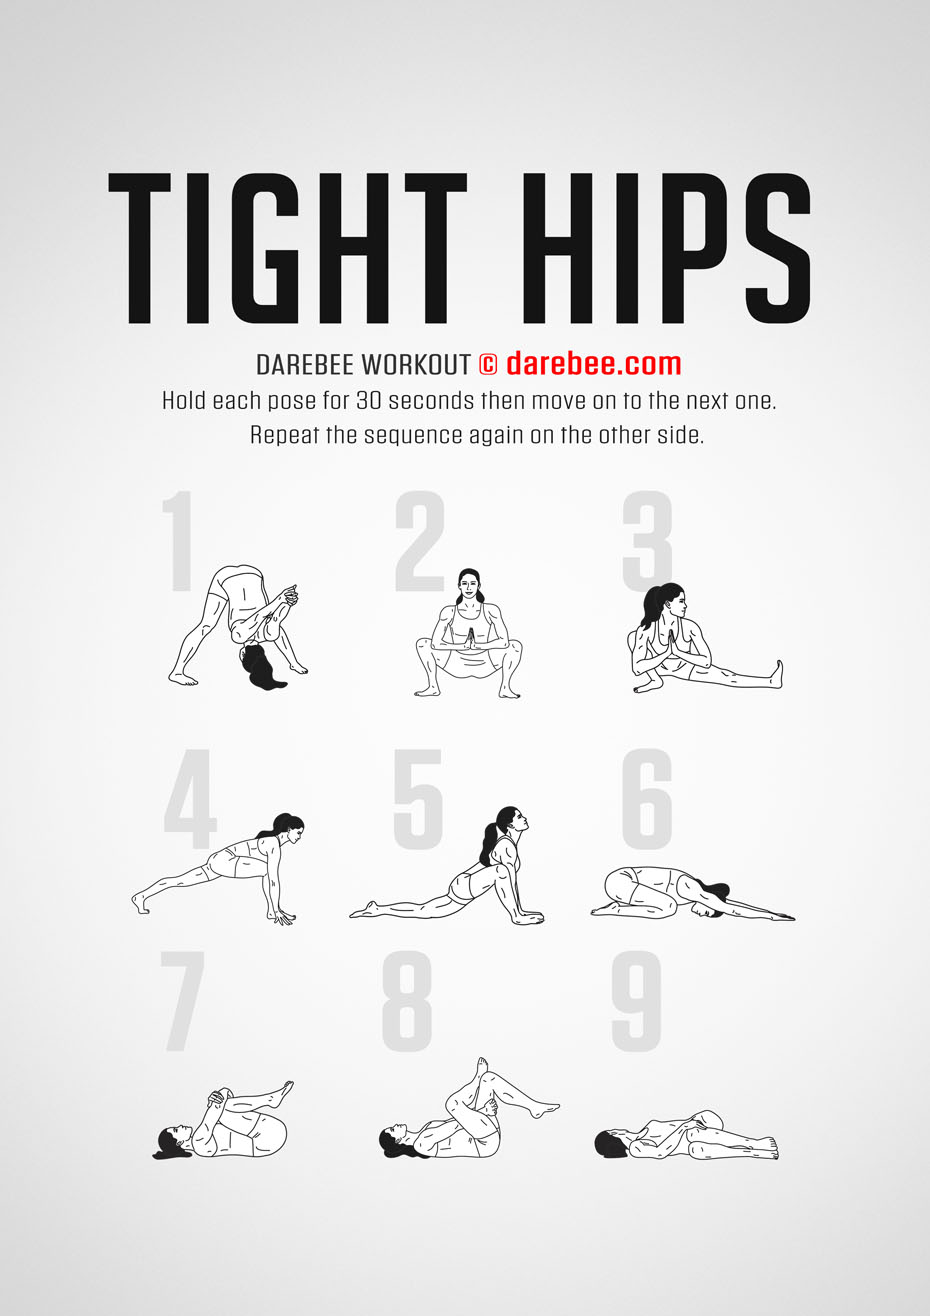 TIGHT HIPS
DAREBEE WORKOUT © darebee.com
Hold each pose for 30 seconds then move on to the next one.
Repeat the sequence again on the other side.
1 2 3
4 5 6
7 8 9